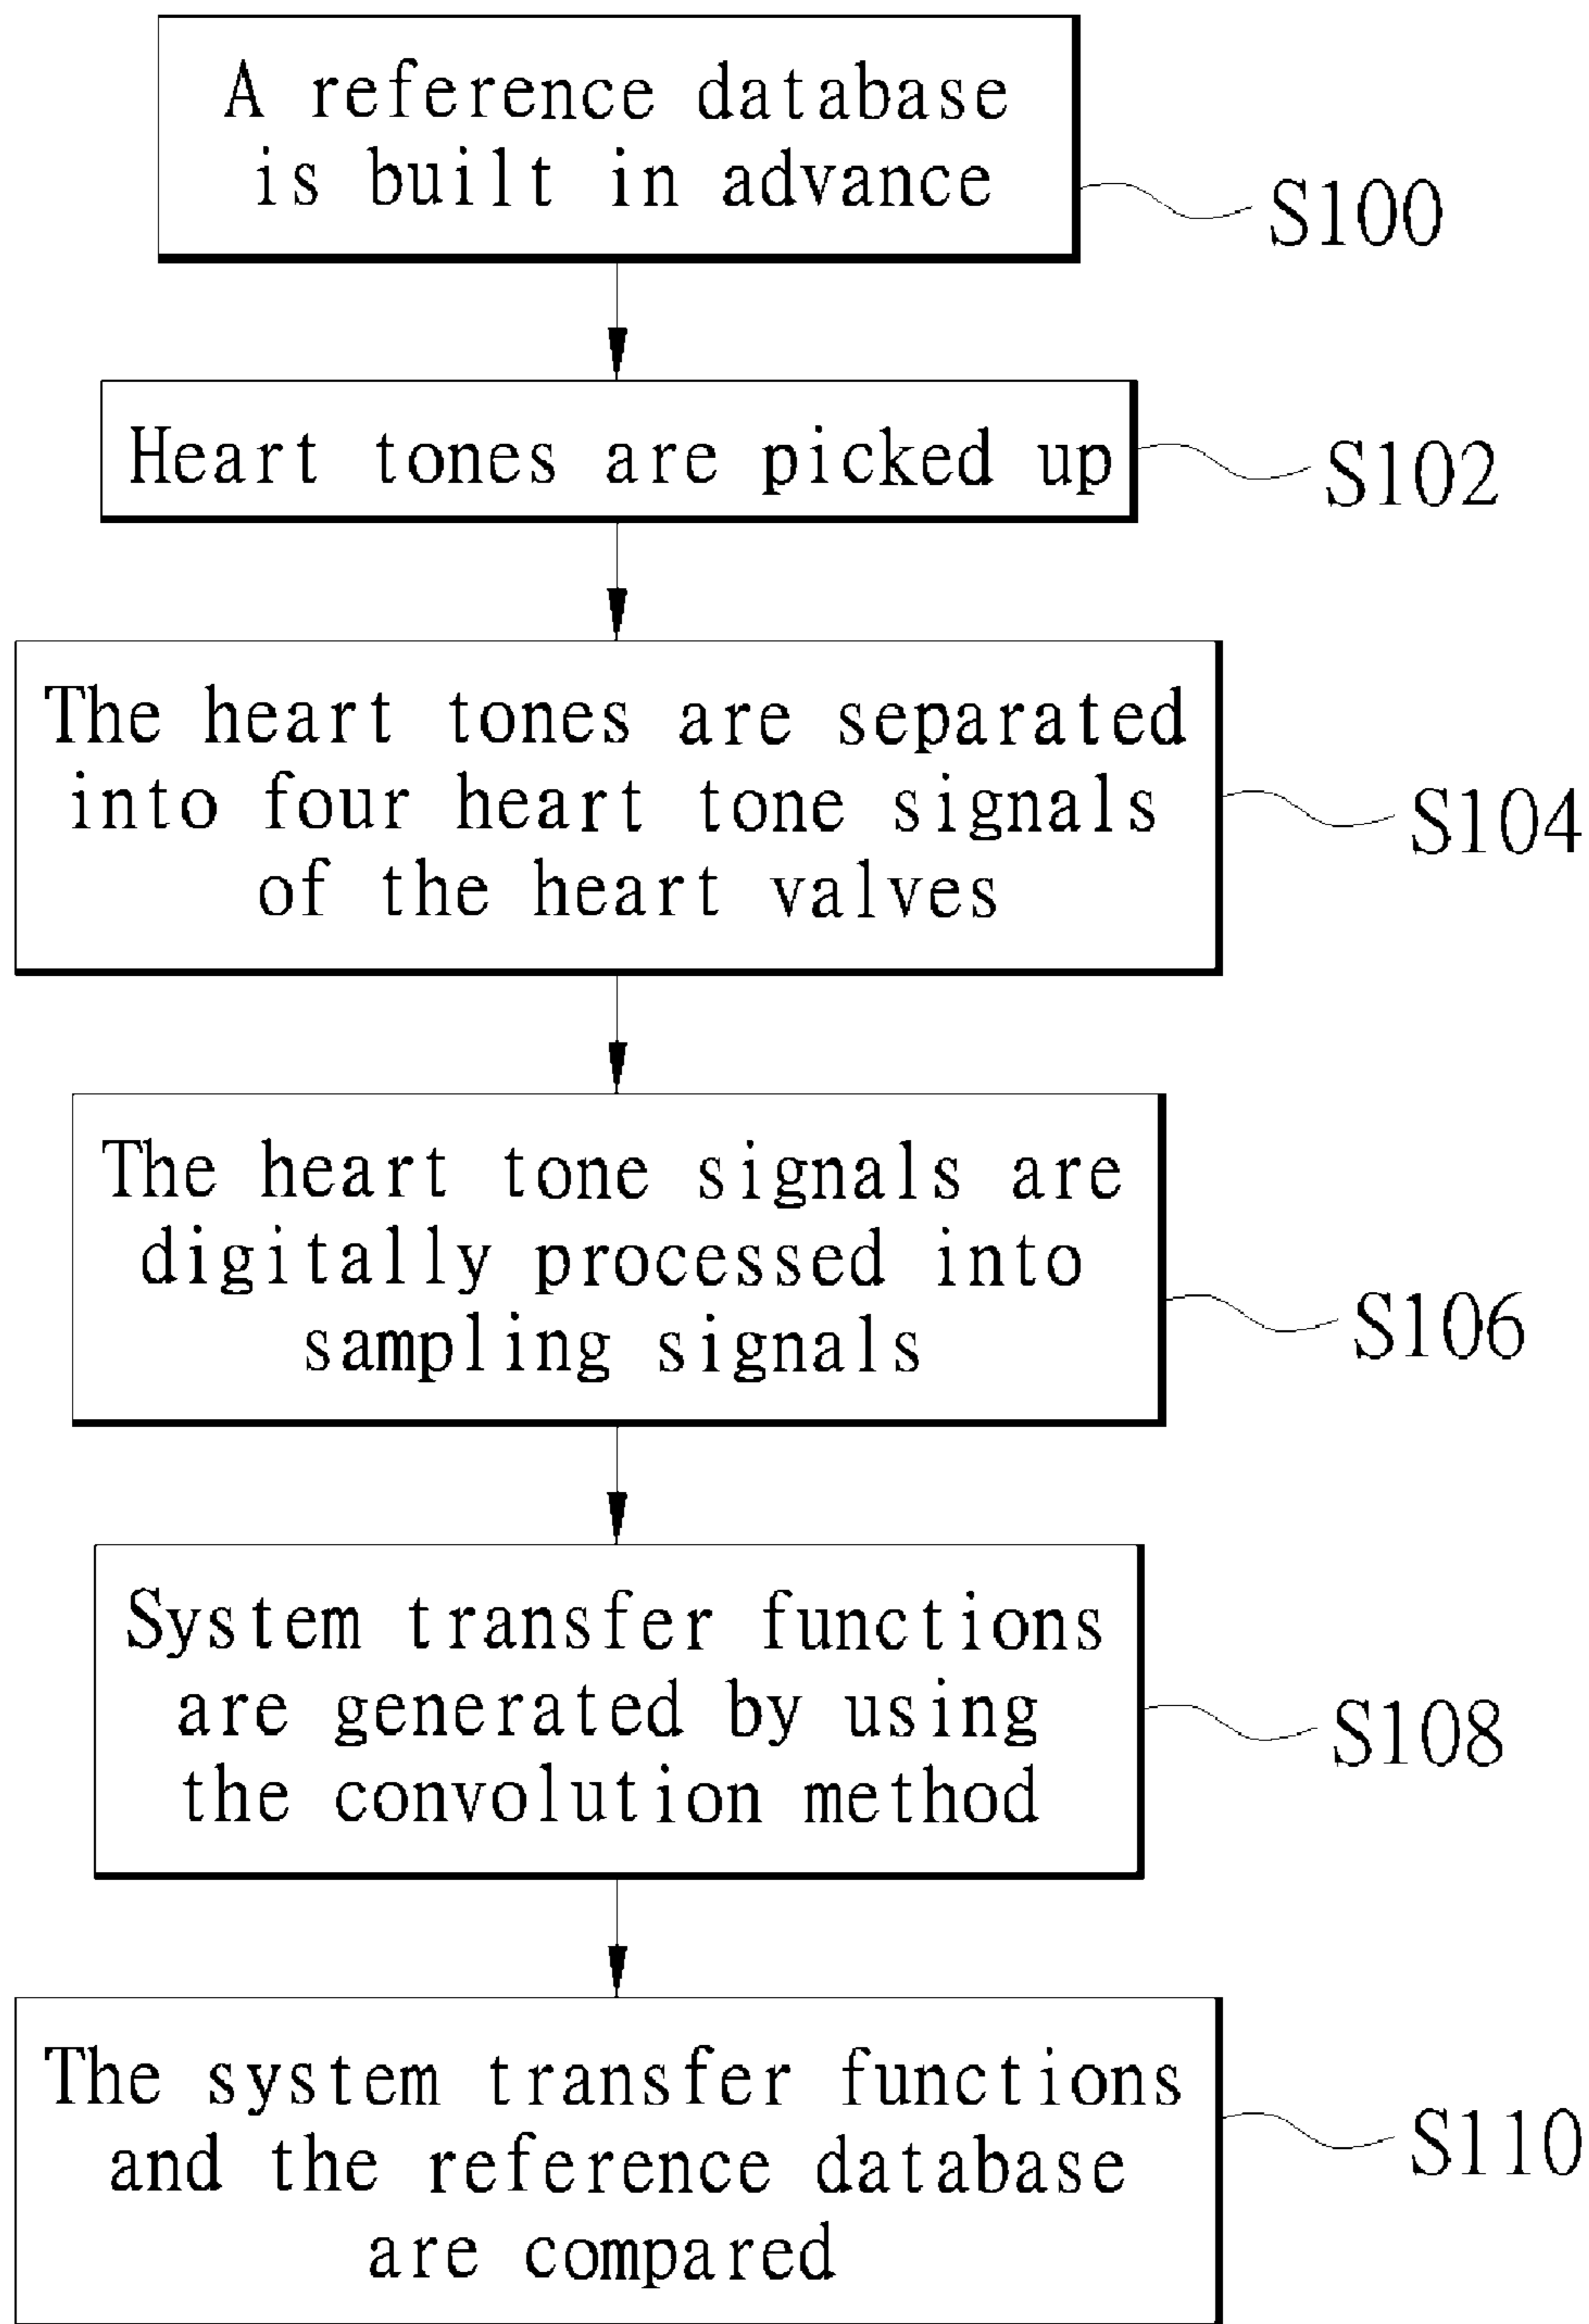 A reference database
is built in advance
S100
Heart tones are picked up
S102
The heart tones are separated
into four heart tone signals
of the heart valves
S104
The heart tone signals are
digitally processed into
sampling signals
S106
System transfer functions
are generated by using
the convolution method
S108
The system transfer functions
and the reference database
are compared
S110